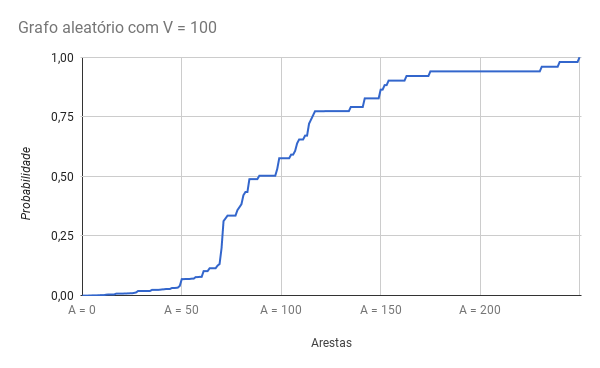 Grafo aleatório com V = 100
1,00
0,75
0,50
0,25
0,00
Probabilidade
A = 0
A = 50
A = 100
A = 150
A = 200
Arestas